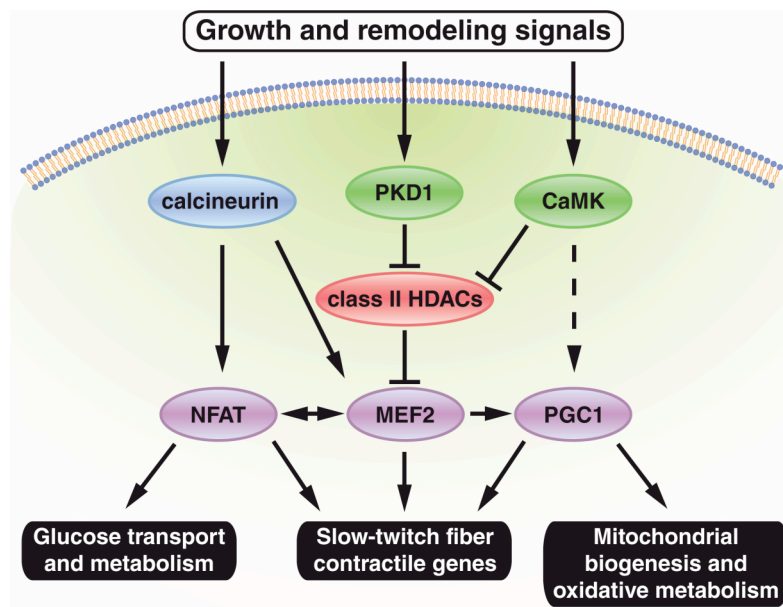 Growth and remodeling signals
calcineurin
PKD1
CaMK
class II HDACs
NFAT
MEF2
PGC1
Glucose transport
and metabolism
Slow-twitch fiber
contractile genes
Mitochondrial
biogenesis and
oxidative metabolism